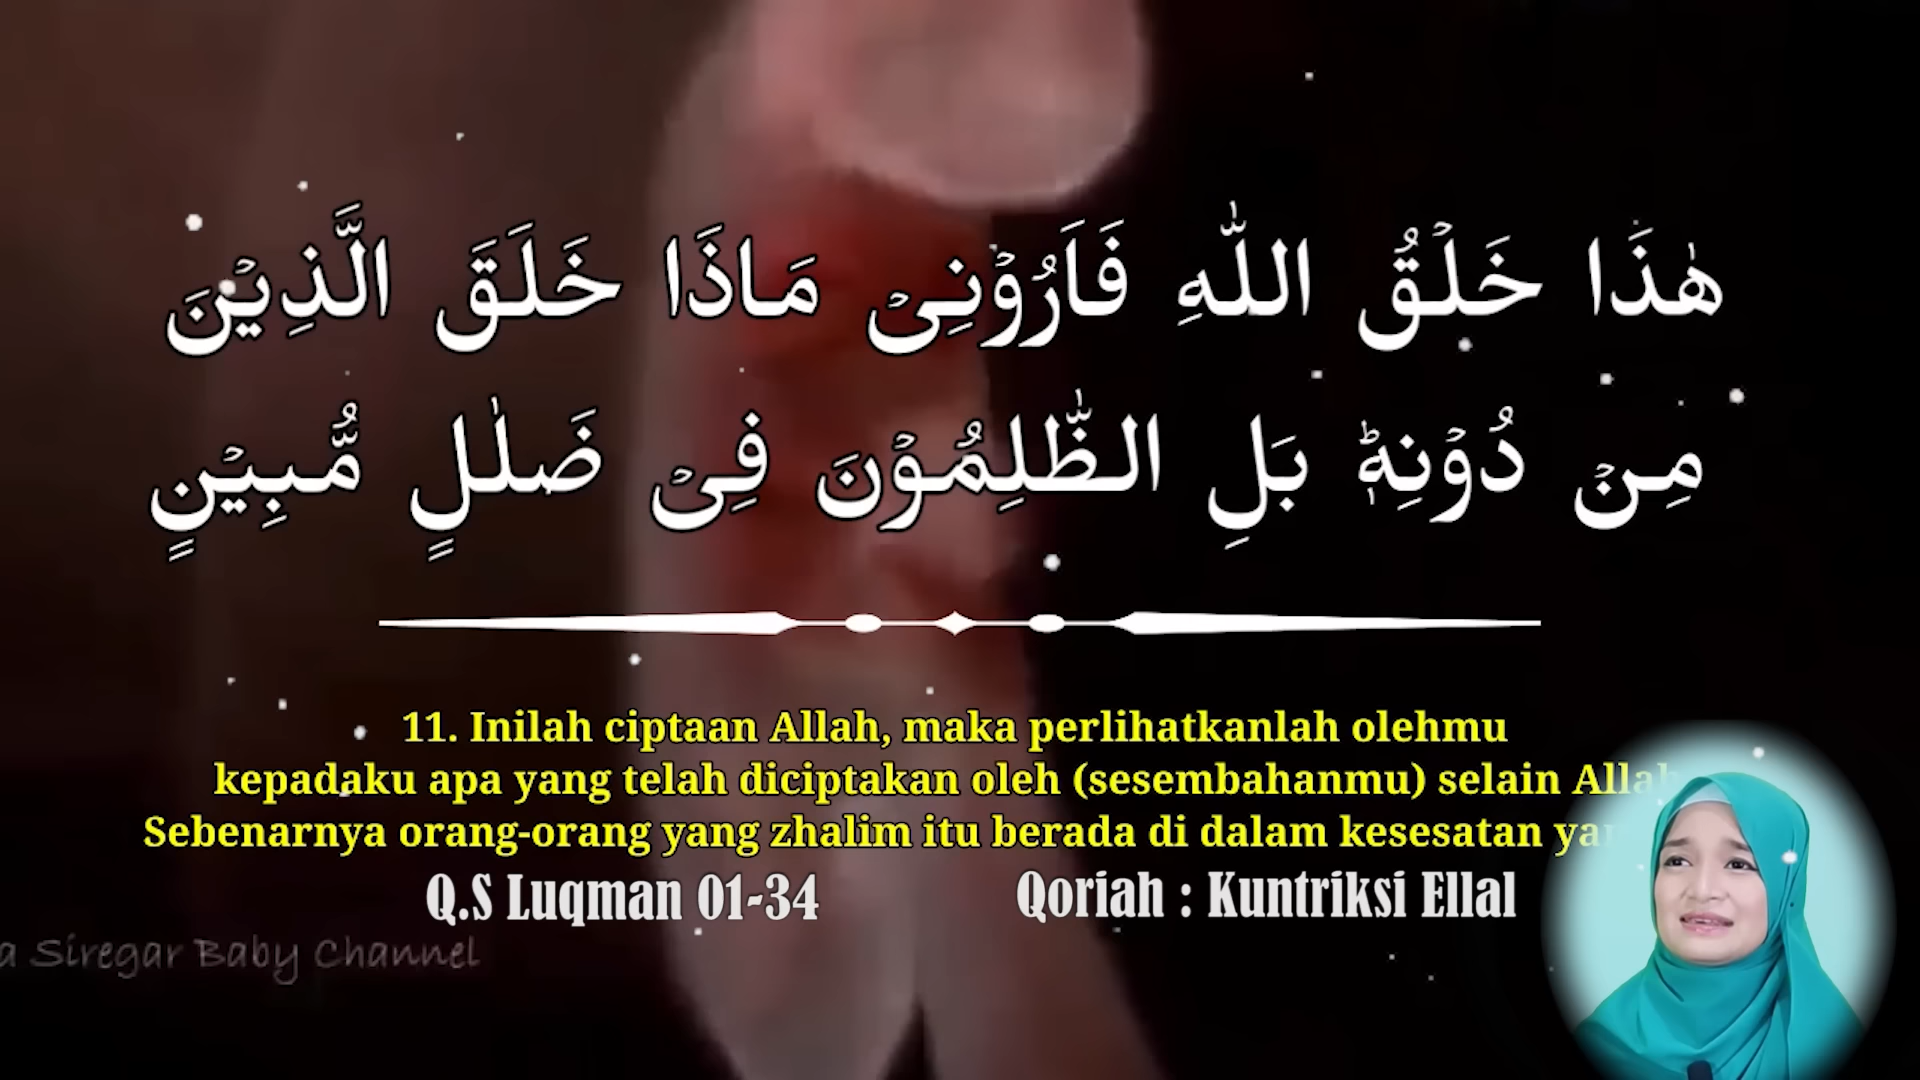 هٰذَا خَلْقُ اللّٰهِ فَاَرُوْنِيْ مَاذَا خَلَقَ الَّذِيْنَ
مِنْ دُوْنِهٖۗ بَلِ الظّٰلِمُوْنَ فِيْ ضَلٰلٍ مُّبِيْنٍ
11. Inilah ciptaan Allah, maka perlihatkanlah olehmu
kepadaku apa yang telah diciptakan oleh (sesembahanmu) selain Allah
Sebenarnya orang-orang yang zhalim itu berada di dalam kesesatan
Q.S Luqman 01-34
Qoriah : Kuntriksi Ellal
a Siregar Baby Channel